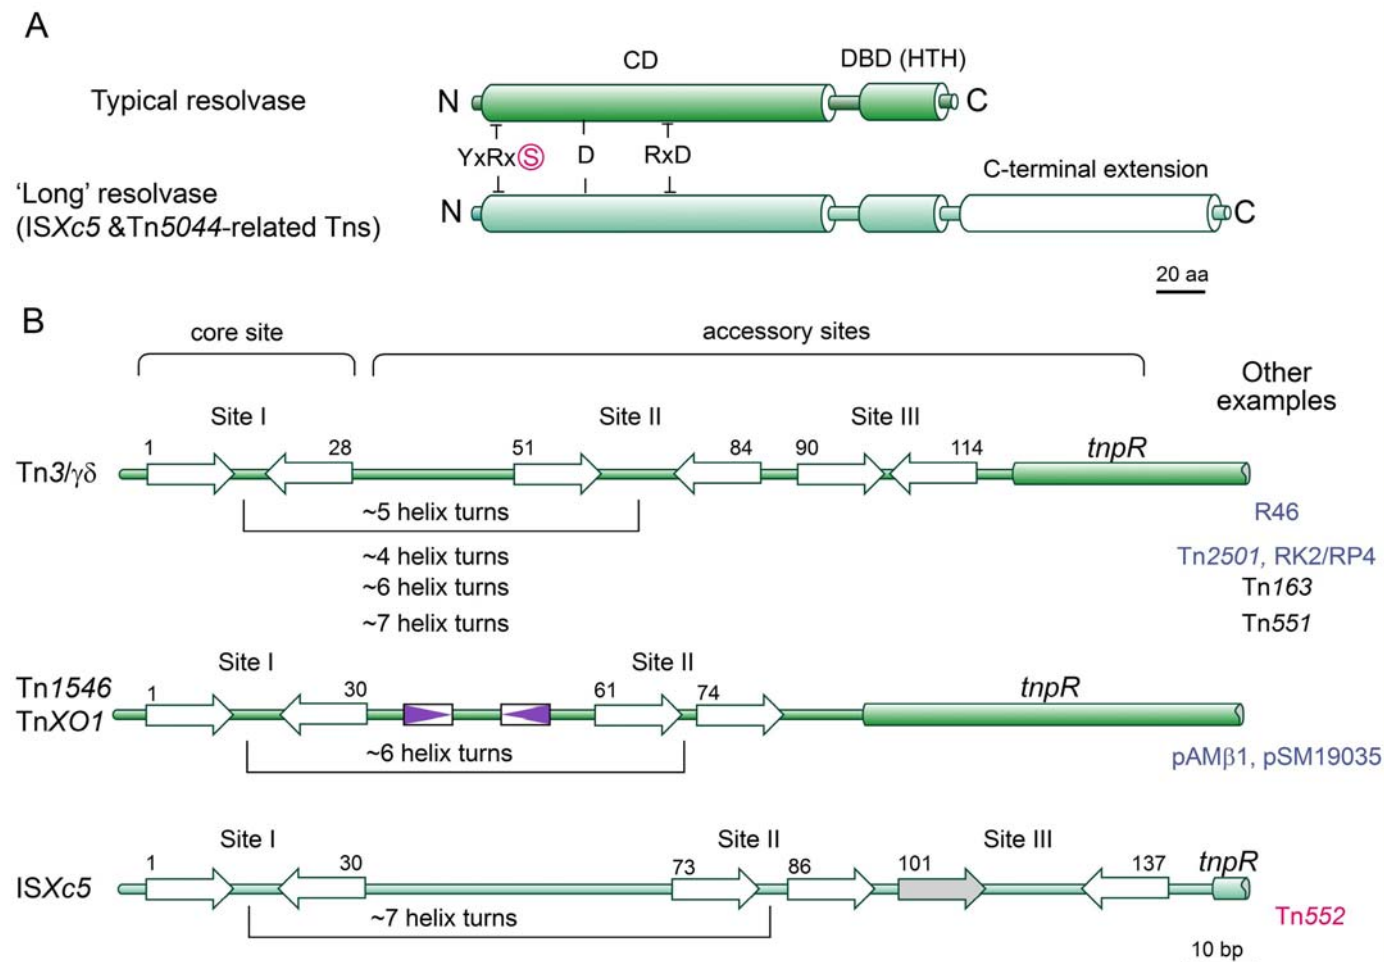 A
CD
DBD (HTH)
Typical resolvase
N
C
YxRxS
D
RxD
C-terminal extension
'Long' resolvase
(ISXc5 &Tn5044-related Tns)
N
C
20 aa
B
core site
accessory sites
Other
examples
Site I
Site II
Site III
1
28
51
84
90
114
tnpR
Tn3/γδ
~5 helix turns
R46
~4 helix turns
Tn2501, RK2/RP4
~6 helix turns
Tn163
~7 helix turns
Tn551
Site I
Site II
Tn1546
TnXO1
1
30
61
74
tnpR
~6 helix turns
pAMβ1, pSM19035
Site I
Site II
Site III
1
30
73
86
101
137
tnpR
ISXc5
~7 helix turns
Tn552
10 bp